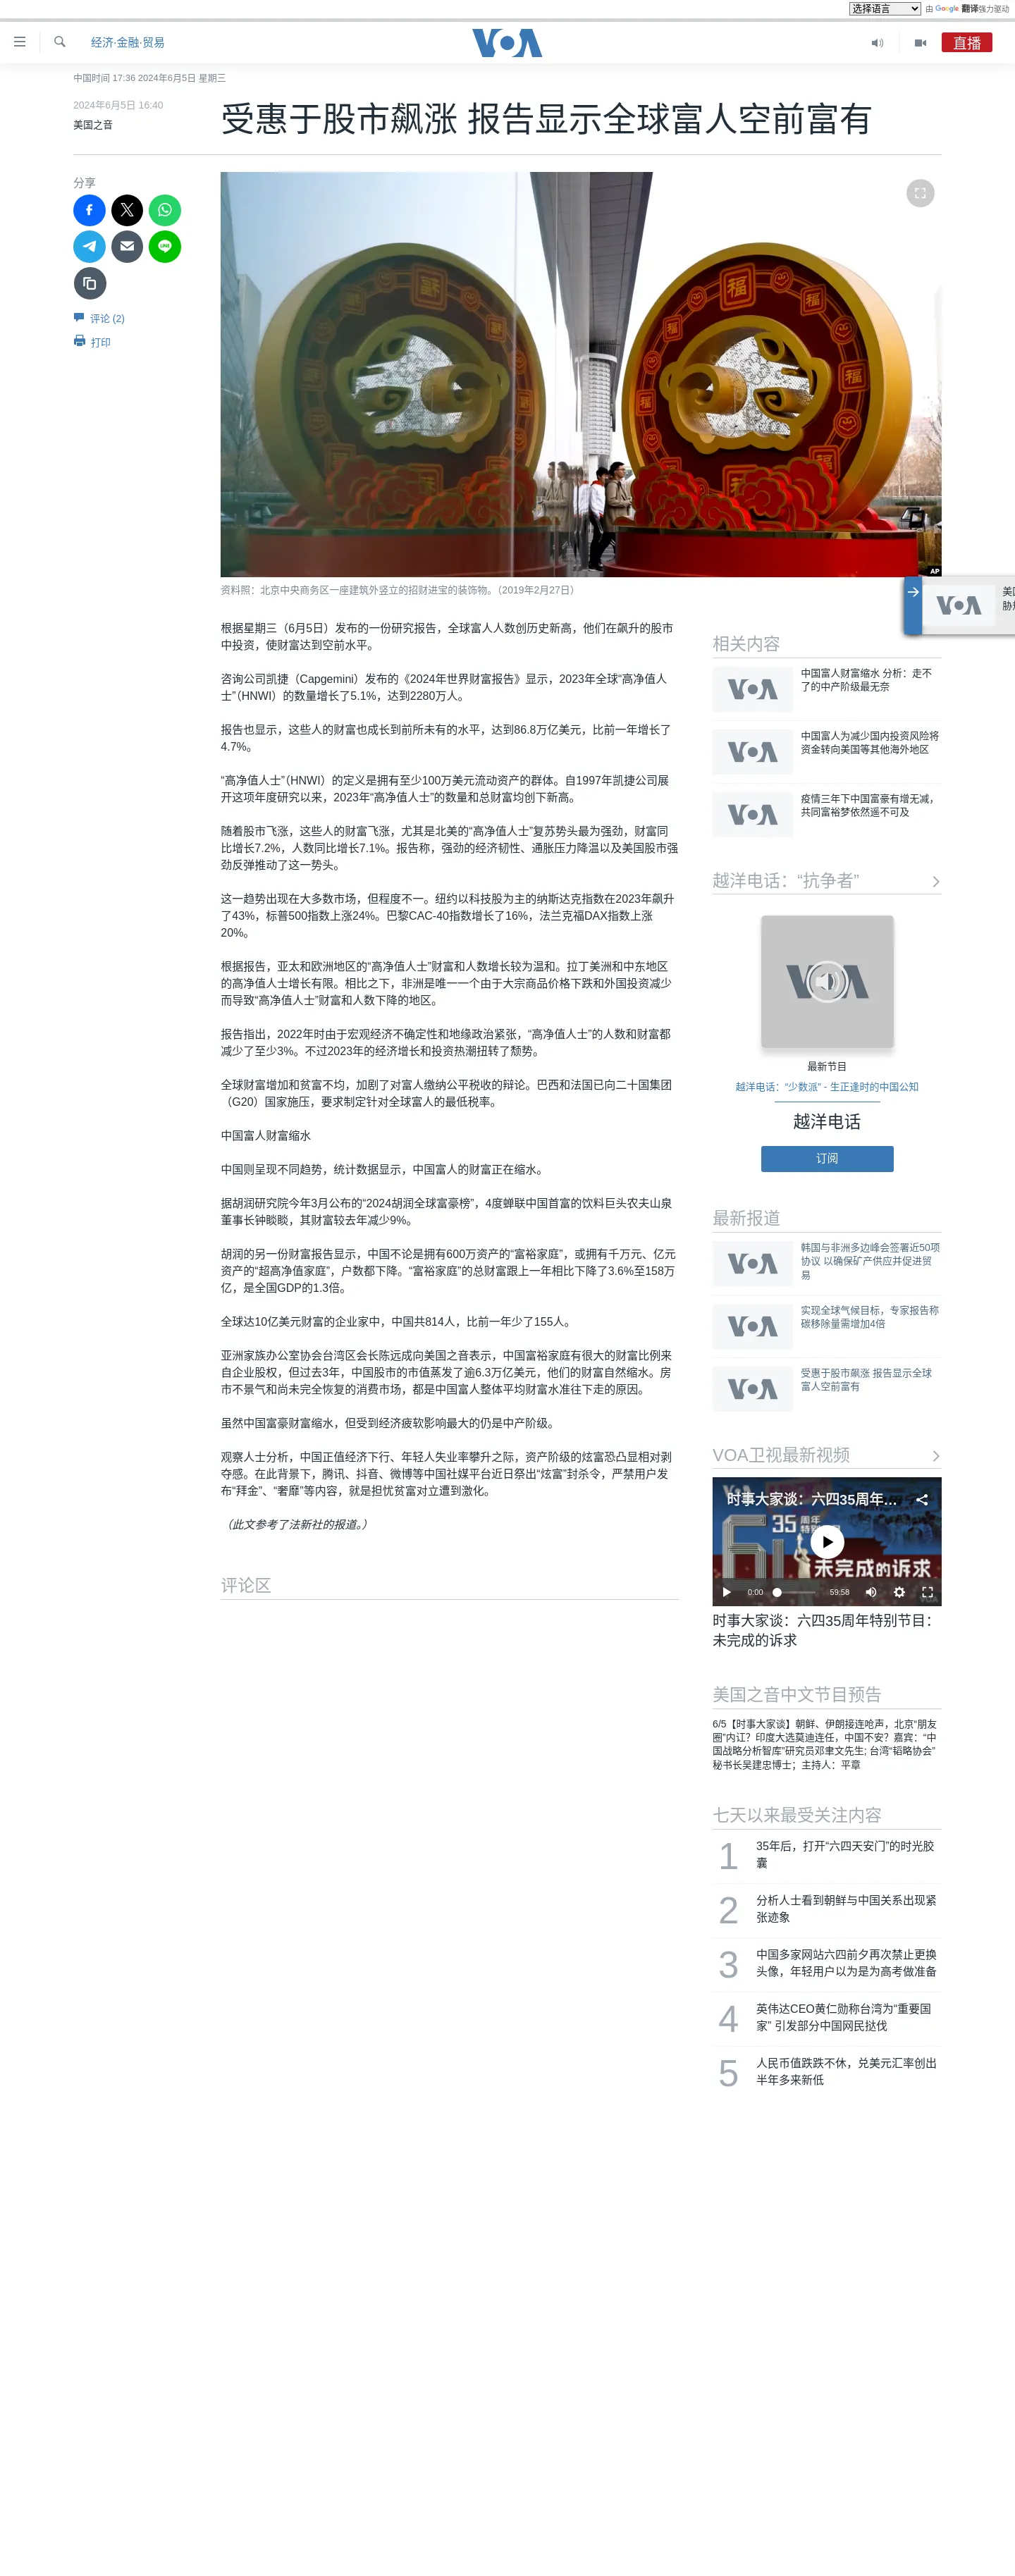 选择语言
由 Google 翻译强力驱动
经济·金融·贸易
VOA
直播
中国时间 17:36 2024年6月5日 星期三
2024年6月5日 16:40
美国之音
受惠于股市飙涨 报告显示全球富人空前富有
分享
评论 (2)
打印
AP
资料照：北京中央商务区一座建筑外竖立的招财进宝的装饰物。（2019年2月27日）
根据星期三（6月5日）发布的一份研究报告，全球富人人数创历史新高，他们在飙升的股市
中投资，使财富达到空前水平。
咨询公司凯捷（Capgemini）发布的《2024年世界财富报告》显示，2023年全球“高净值人
士”（HNWI）的数量增长了5.1%，达到2280万人。
报告也显示，这些人的财富也成长到前所未有的水平，达到86.8万亿美元，比前一年增长了
4.7%。
“高净值人士”（HNWI）的定义是拥有至少100万美元流动资产的群体。自1997年凯捷公司展
开这项年度研究以来，2023年“高净值人士”的数量和总财富均创下新高。
随着股市飞涨，这些人的财富飞涨，尤其是北美的“高净值人士”复苏势头最为强劲，财富同
比增长7.2%，人数同比增长7.1%。报告称，强劲的经济韧性、通胀压力降温以及美国股市强
劲反弹推动了这一势头。
这一趋势出现在大多数市场，但程度不一。纽约以科技股为主的纳斯达克指数在2023年飙升
了43%，标普500指数上涨24%。巴黎CAC-40指数增长了16%，法兰克福DAX指数上涨
20%。
根据报告，亚太和欧洲地区的“高净值人士”财富和人数增长较为温和。拉丁美洲和中东地区
的高净值人士增长有限。相比之下，非洲是唯一一个由于大宗商品价格下跌和外国投资减少
而导致“高净值人士”财富和人数下降的地区。
报告指出，2022年时由于宏观经济不确定性和地缘政治紧张，“高净值人士”的人数和财富都
减少了至少3%。不过2023年的经济增长和投资热潮扭转了颓势。
全球财富增加和贫富不均，加剧了对富人缴纳公平税收的辩论。巴西和法国已向二十国集团
（G20）国家施压，要求制定针对全球富人的最低税率。
中国富人财富缩水
中国则呈现不同趋势，统计数据显示，中国富人的财富正在缩水。
据胡润研究院今年3月公布的“2024胡润全球富豪榜”，4度蝉联中国首富的饮料巨头农夫山泉
董事长钟睒睒，其财富较去年减少9%。
胡润的另一份财富报告显示，中国不论是拥有600万资产的“富裕家庭”，或拥有千万元、亿元
资产的“超高净值家庭”，户数都下降。“富裕家庭”的总财富跟上一年相比下降了3.6%至158万
亿，是全国GDP的1.3倍。
全球达10亿美元财富的企业家中，中国共814人，比前一年少了155人。
亚洲家族办公室协会台湾区会长陈远成向美国之音表示，中国富裕家庭有很大的财富比例来
自企业股权，但过去3年，中国股市的市值蒸发了逾6.3万亿美元，他们的财富自然缩水。房
市不景气和尚未完全恢复的消费市场，都是中国富人整体平均财富水准往下走的原因。
虽然中国富豪财富缩水，但受到经济疲软影响最大的仍是中产阶级。
观察人士分析，中国正值经济下行、年轻人失业率攀升之际，资产阶级的炫富恐凸显相对剥
夺感。在此背景下，腾讯、抖音、微博等中国社媒平台近日祭出“炫富”封杀令，严禁用户发
布“拜金”、“奢靡”等内容，就是担忧贫富对立遭到激化。
（此文参考了法新社的报道。）
评论区
相关内容
中国富人财富缩水 分析：走不
了的中产阶级最无奈
中国富人为减少国内投资风险将
资金转向美国等其他海外地区
疫情三年下中国富豪有增无减，
共同富裕梦依然遥不可及
越洋电话：“抗争者”
最新节目
越洋电话：“少数派” - 生正逢时的中国公知
越洋电话
订阅
最新报道
韩国与非洲多边峰会签署近50项
协议 以确保矿产供应并促进贸
易
实现全球气候目标，专家报告称
碳移除量需增加4倍
受惠于股市飙涨 报告显示全球
富人空前富有
VOA卫视最新视频
时事大家谈：六四35周年...
35周年
未完成的诉求
0:00
59:58
时事大家谈：六四35周年特别节目：
未完成的诉求
美国之音中文节目预告
6/5【时事大家谈】朝鲜、伊朗接连呛声，北京“朋友
圈”内讧？印度大选莫迪连任，中国不安？嘉宾：“中
国战略分析智库”研究员邓聿文先生; 台湾“韬略协会”
秘书长吴建忠博士；主持人：平章
七天以来最受关注内容
1 35年后，打开“六四天安门”的时光胶
囊
2 分析人士看到朝鲜与中国关系出现紧
张迹象
3 中国多家网站六四前夕再次禁止更换
头像，年轻用户以为是为高考做准备
4 英伟达CEO黄仁勋称台湾为“重要国
家” 引发部分中国网民挞伐
5 人民币值跌跌不休，兑美元汇率创出
半年多来新低